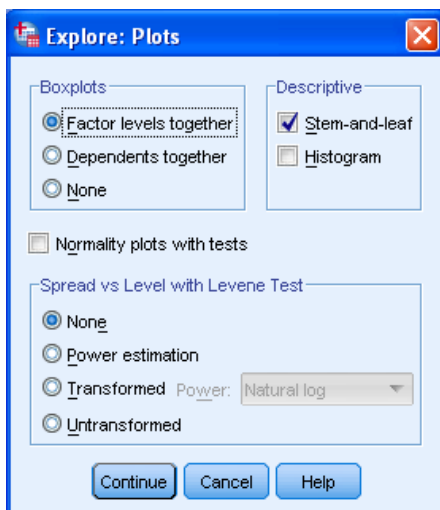 Explore: Plots
Boxplots
Factor levels together
Dependents together
None
Descriptive
Stem-and-leaf
Histogram
Normality plots with tests
Spread vs Level with Levene Test
None
Power estimation
Transformed Power: Natural log
Untransformed
Continue Cancel Help